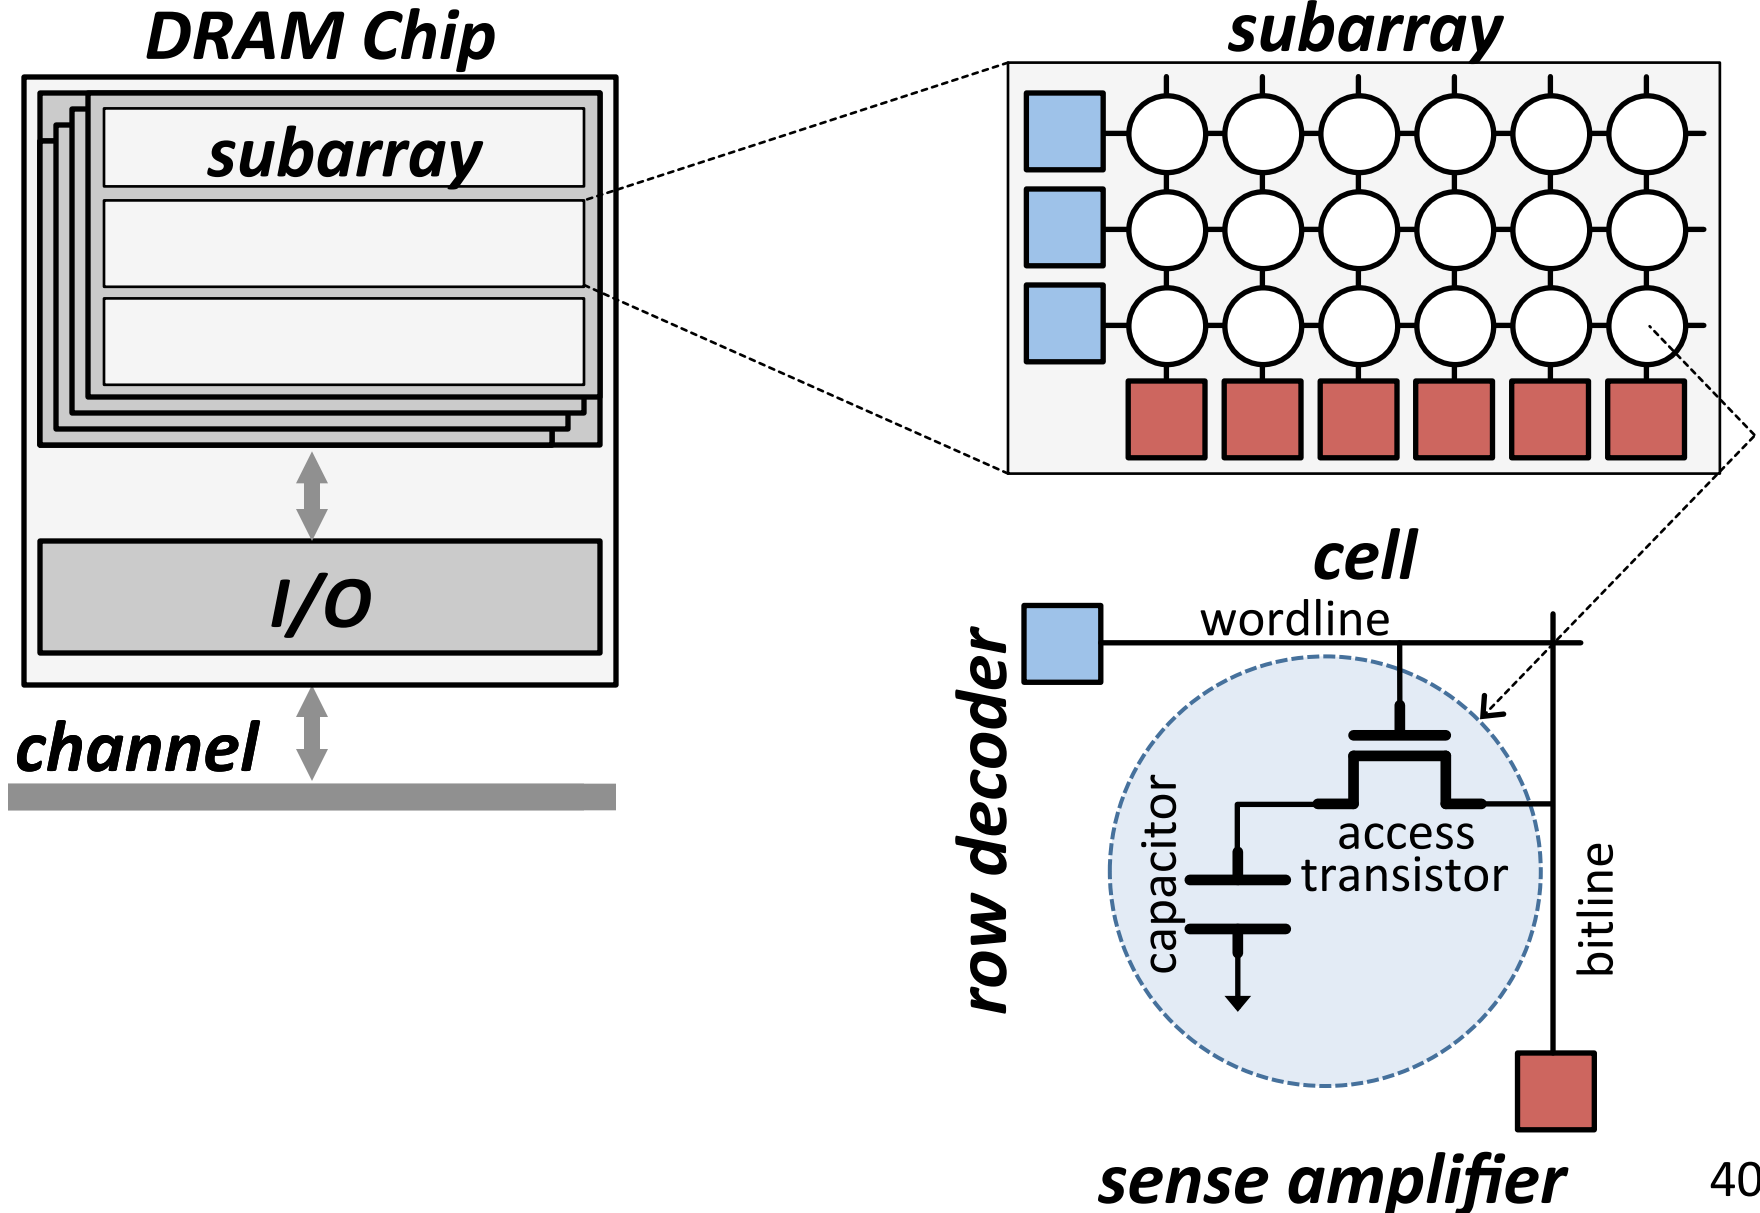 DRAM Chip
subarray
I/O
channel
subarray
cell
wordline
row decoder
capacitor
access
transistor
bitline
sense amplifier
40